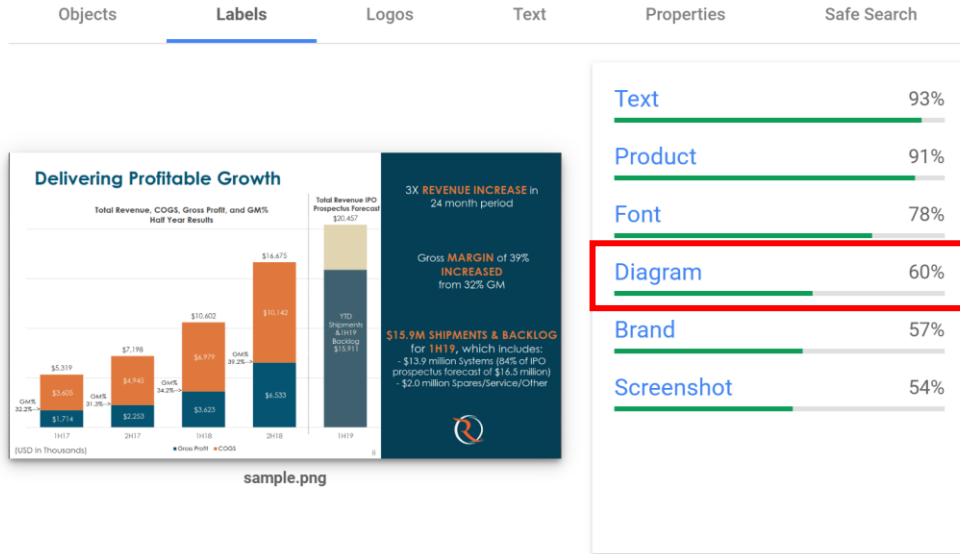 Objects
Labels
Logos
Text
Properties
Safe Search
Delivering Profitable Growth
Total Revenue, COGS, Gross Profit, and GM%
Half Year Results
Total Revenue IPO
Prospectus Forecast
$20,457
$16,675
$10,602
$7,198
$5,319
$10,142
$6,979
$4,945
$3,605
$6,533
$3,623
$2,253
$1,714
GM%
32.2%-->
GM%
31.3%-->
GM%
34.2%-->
GM%
39.2%-->
YTD
Shipments
&1H19
Backlog
$15,911
1H17
2H17
1H18
2H18
1H19
(USD in Thousands)
Gross Profit
COGS
8
3X REVENUE INCREASE in
24 month period
Gross MARGIN of 39%
INCREASED
from 32% GM
$15.9M SHIPMENTS & BACKLOG
for 1H19, which includes:
- $13.9 million Systems (84% of IPO
prospectus forecast of $16.5 million)
- $2.0 million Spares/Service/Other
sample.png
Text 93%
Product 91%
Font 78%
Diagram 60%
Brand 57%
Screenshot 54%